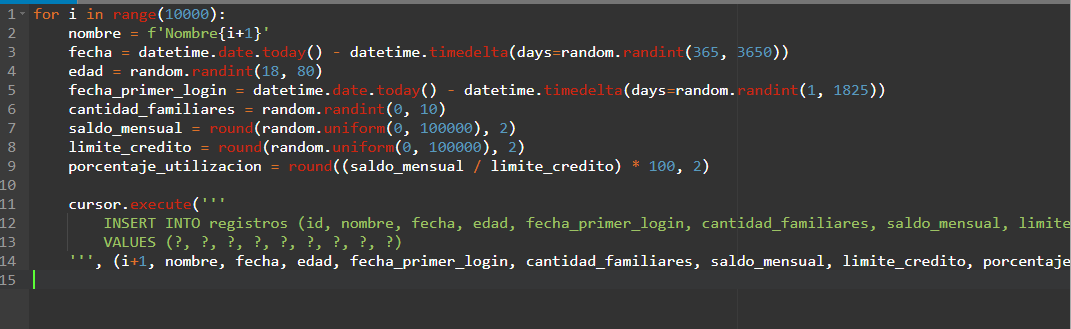 1 for i in range(10000):
2 nombre = f'Nombre{i+1}'
3 fecha = datetime.date.today() - datetime.timedelta(days=random.randint(365, 3650))
4 edad = random.randint(18, 80)
5 fecha_primer_login = datetime.date.today() - datetime.timedelta(days=random.randint(1, 1825))
6 cantidad_familiares = random.randint(0, 10)
7 saldo_mensual = round(random.uniform(0, 100000), 2)
8 limite_credito = round(random.uniform(0, 100000), 2)
9 porcentaje_utilizacion = round((saldo_mensual / limite_credito) * 100, 2)
10
11 cursor.execute('''
12 INSERT INTO registros (id, nombre, fecha, edad, fecha_primer_login, cantidad_familiares, saldo_mensual, limite
13 VALUES (?, ?, ?, ?, ?, ?, ?, ?, ?)
14 ''', (i+1, nombre, fecha, edad, fecha_primer_login, cantidad_familiares, saldo_mensual, limite_credito, porcentaje
15